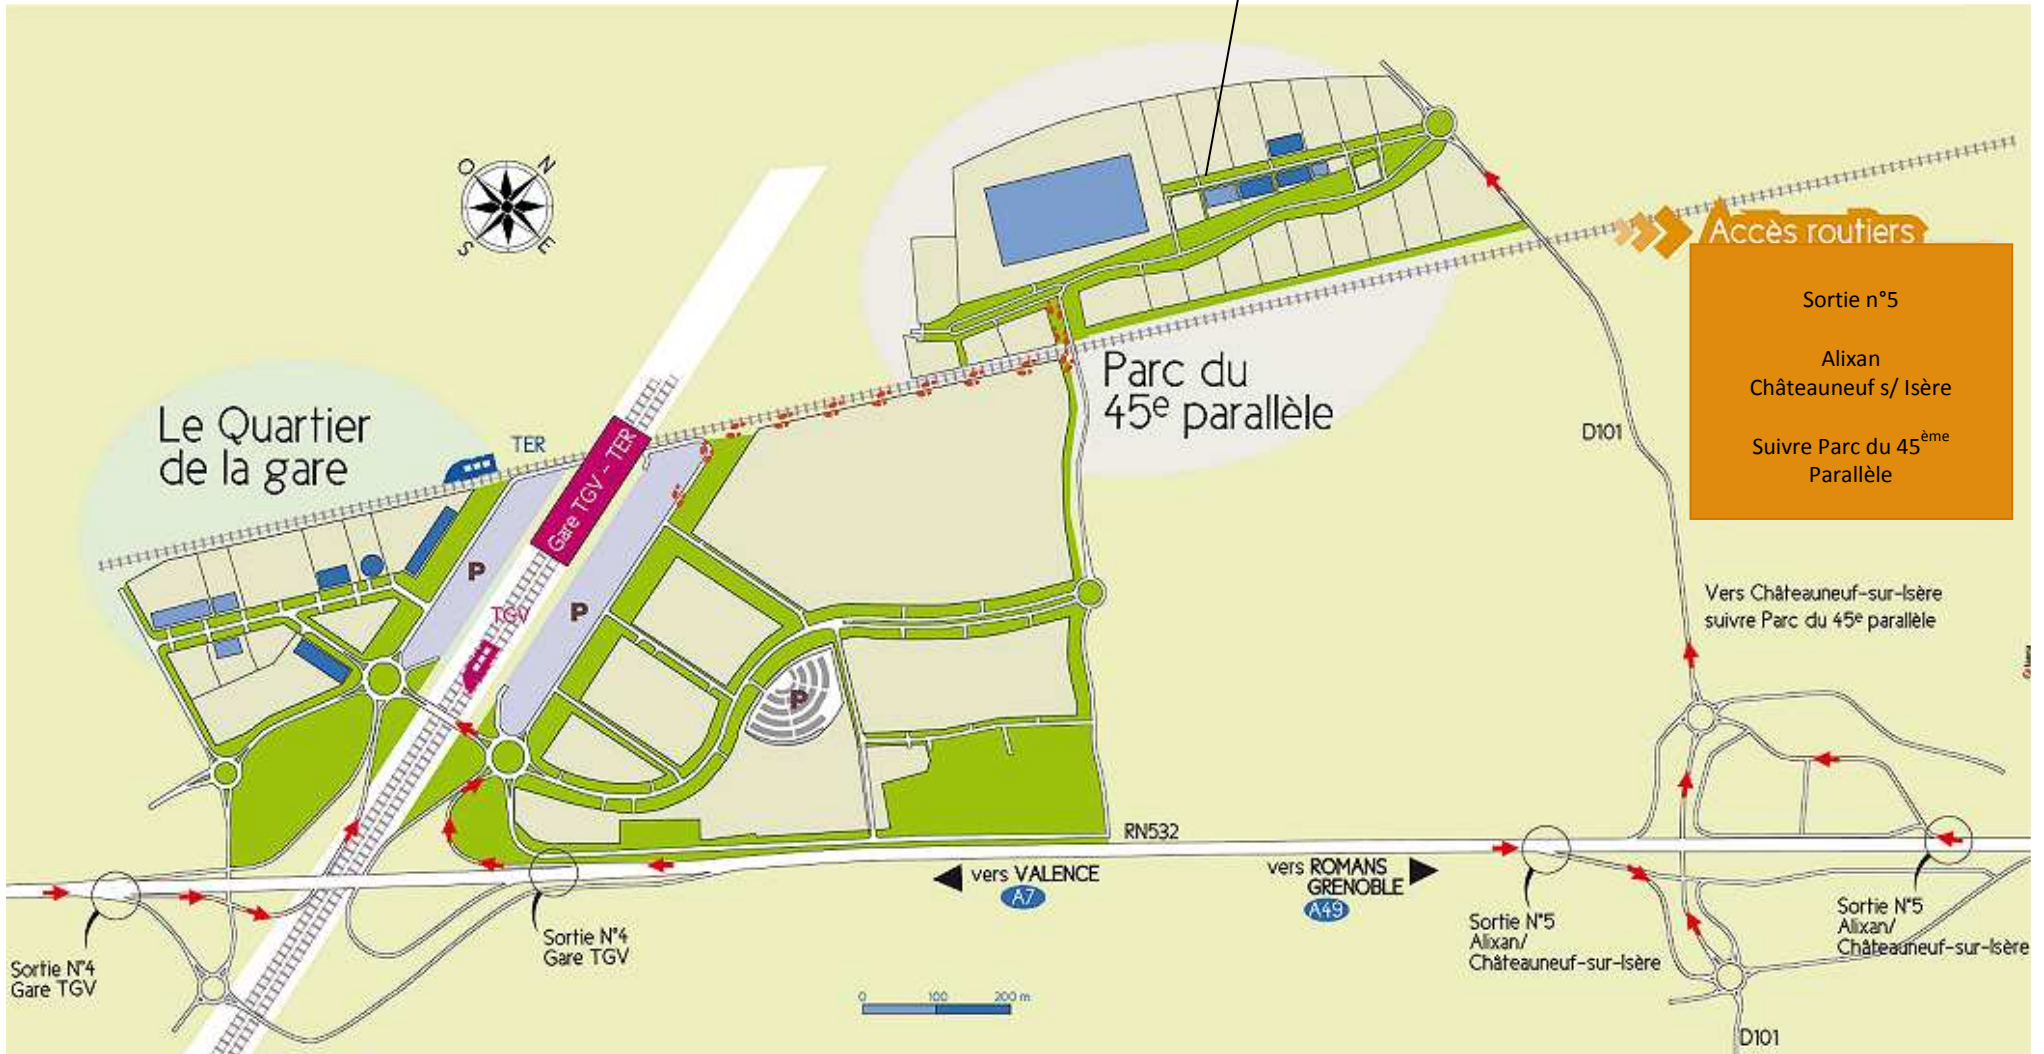 O
N
S
E
Accès routiers
Sortie n°5
Alixan
Châteauneuf s/ Isère
Suivre Parc du 45ème
Parallèle
Parc du
45e parallèle
Le Quartier
de la gare
TER
Gare TGV - TER
D101
P
P
TGV
P
Vers Châteauneuf-sur-Isère
suivre Parc du 45e parallèle
RN532
vers VALENCE
A7
vers ROMANS
GRENOBLE
A49
Sortie N°4
Gare TGV
Sortie N°4
Gare TGV
Sortie N°5
Alixan/
Châteauneuf-sur-Isère
Sortie N°5
Alixan/
Châteauneuf-sur-Isère
0 100 200 m
D101